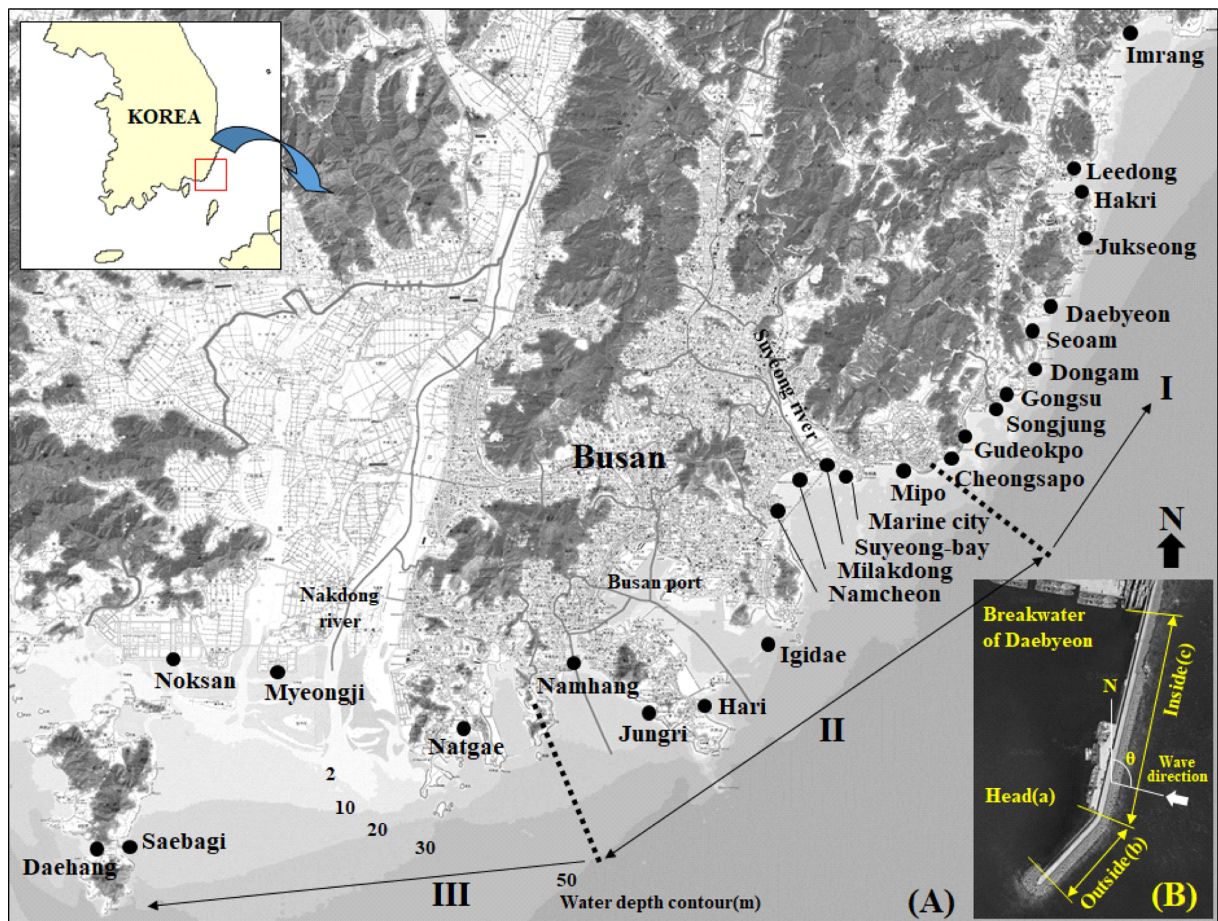 KOREA
Imrang
Leedong
Hakri
Jukseong
Daebyeon
Seoam
Dongam
Gongsu
Songjung
Gudeokpo
Cheongsapo
Mipo
Marine city
Suyeong-bay
Milakdong
Namcheon
Suyeong river
Busan
Busan port
Nakdong
river
Igidae
Noksan
Myeongji
Namhang
Hari
Jungri
Natgae
Saebagi
Daehang
2
10
20
30
50
Water depth contour(m)
I
II
III
N
(A)
Breakwater
of Daebyeon
Inside(c)
N
θ
Wave
direction
Head(a)
Outside(b)
(B)